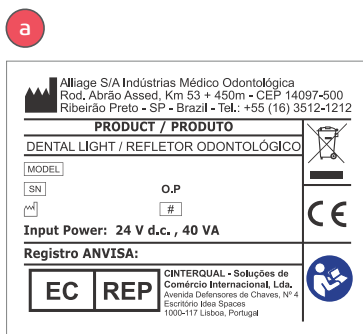 a
Alliage S/A Indústrias Médico Odontológica
Rod. Abrão Assed, Km 53 + 450m - CEP 14097-500
Ribeirão Preto - SP - Brazil - Tel.: +55 (16) 3512-1212
PRODUCT / PRODUTO
DENTAL LIGHT / REFLETOR ODONTOLÓGICO
MODEL
SN O.P
#
Input Power: 24 V d.c. , 40 VA
Registro ANVISA:
CE
EC REP
CINTERQUAL - Soluções de
Comércio Internacional, Lda.
Avenida Defensores de Chaves, Nº 4
Escritório Idea Spaces
1000-117 Lisboa, Portugal